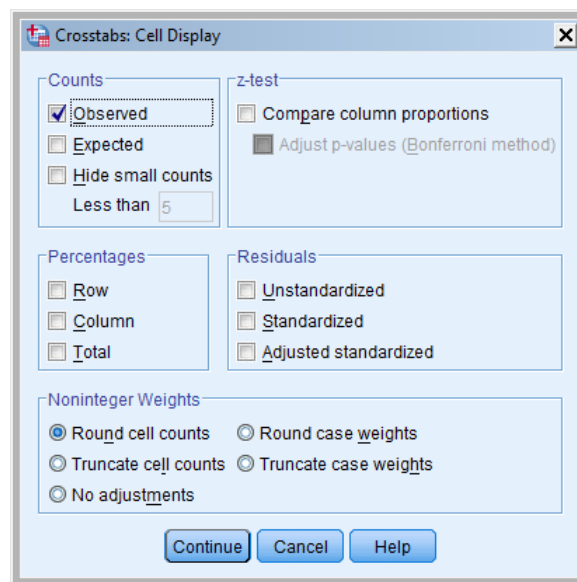 Crosstabs: Cell Display
Counts
Observed
Expected
Hide small counts
Less than 5
z-test
Compare column proportions
Adjust p-values (Bonferroni method)
Percentages
Row
Column
Total
Residuals
Unstandardized
Standardized
Adjusted standardized
Noninteger Weights
Round cell counts Round case weights
Truncate cell counts Truncate case weights
No adjustments
Continue Cancel Help